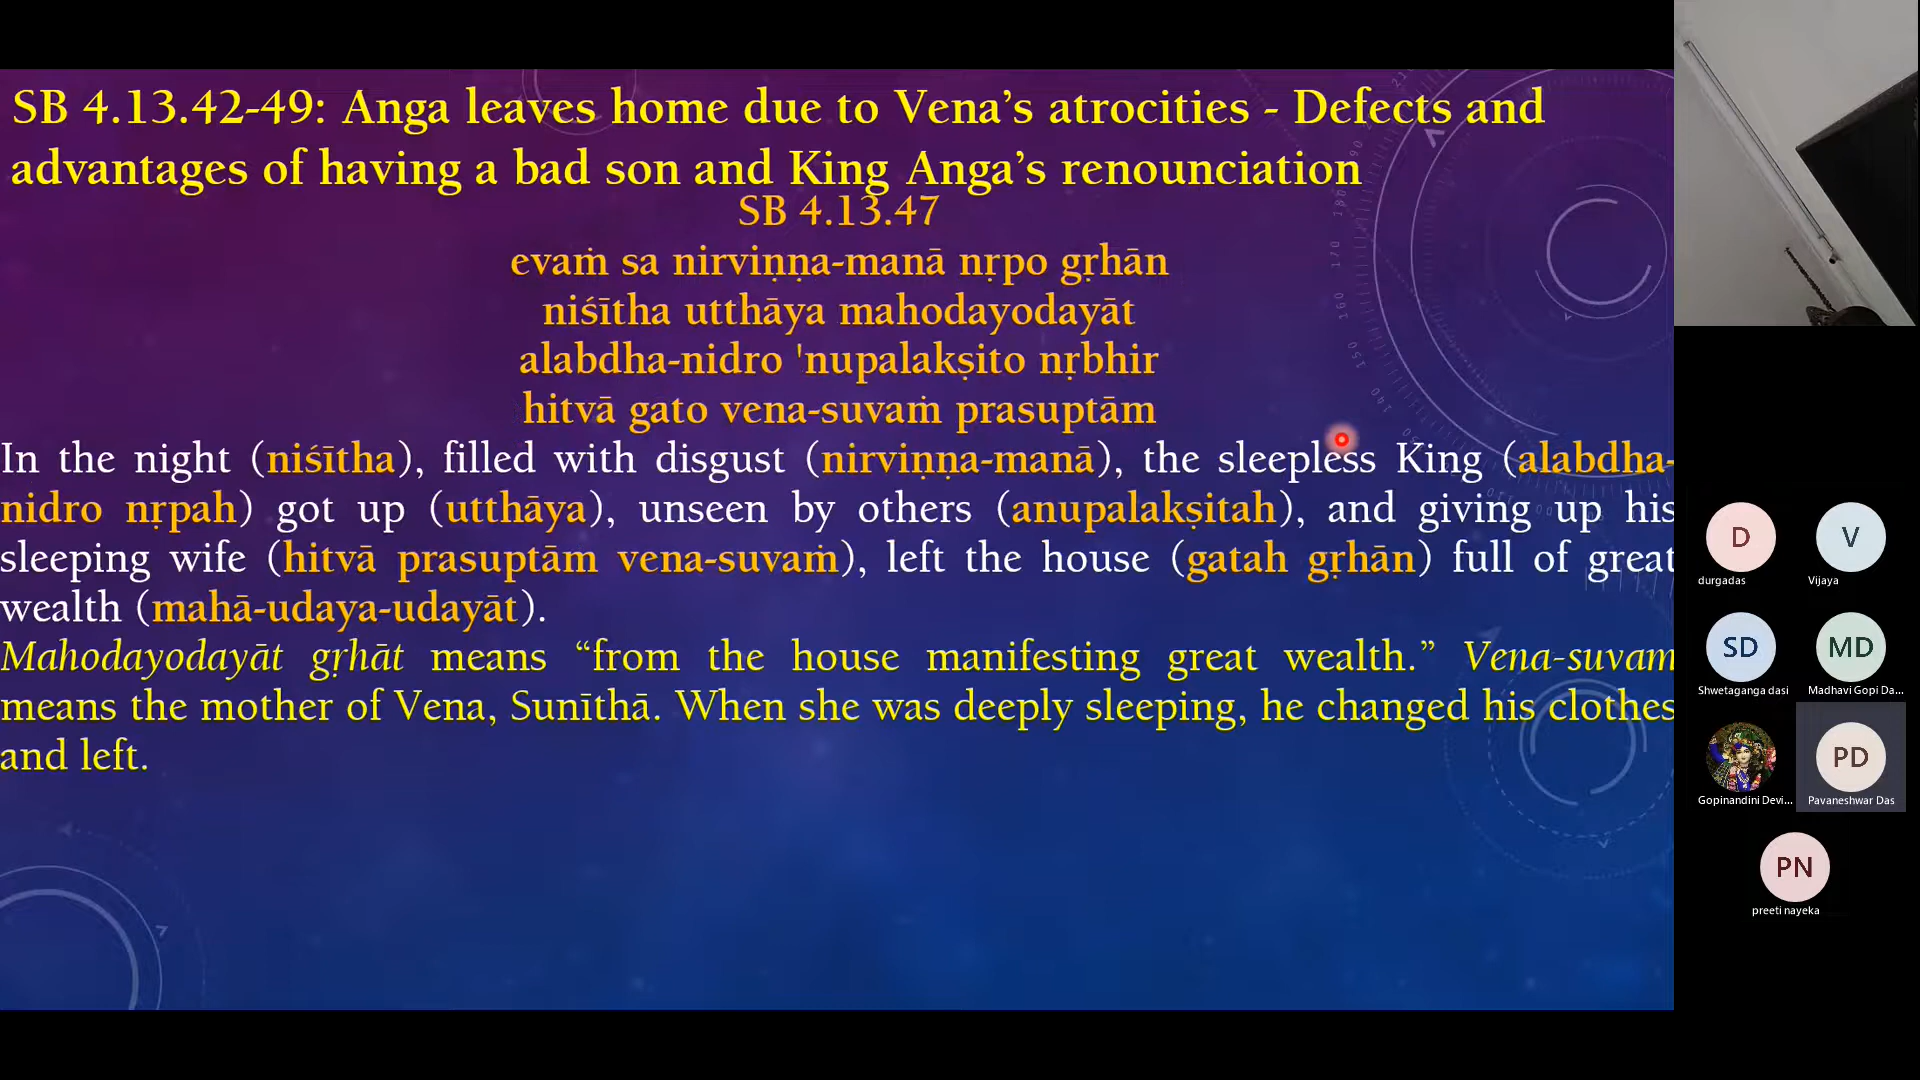 SB 4.13.42-49: Anga leaves home due to Vena’s atrocities - Defects and
advantages of having a bad son and King Anga’s renounciation
SB 4.13.47
evaṁ sa nirviṇṇa-manā nṛpo gṛhān
niśītha utthāya mahodayodayāt
alabdha-nidro 'nupalakṣito nṛbhir
hitvā gato vena-suvaṁ prasuptām
In the night (niśītha), filled with disgust (nirviṇṇa-manā), the sleepless King (alabdha-
nidro nṛpah) got up (utthāya), unseen by others (anupalakṣitah), and giving up his
sleeping wife (hitvā prasuptām vena-suvaṁ), left the house (gatah gṛhān) full of great
wealth (mahā-udaya-udayāt).
Mahodayodayāt gṛhāt means “from the house manifesting great wealth.” Vena-suvam
means the mother of Vena, Sunīthā. When she was deeply sleeping, he changed his clothes
and left.
D
V
durgadas
Vijaya
SD
MD
Shwetaganga dasi
Madhavi Gopi Da...
PD
Gopinandini Devi...
Pavaneshwar Das
PN
preeti nayeka